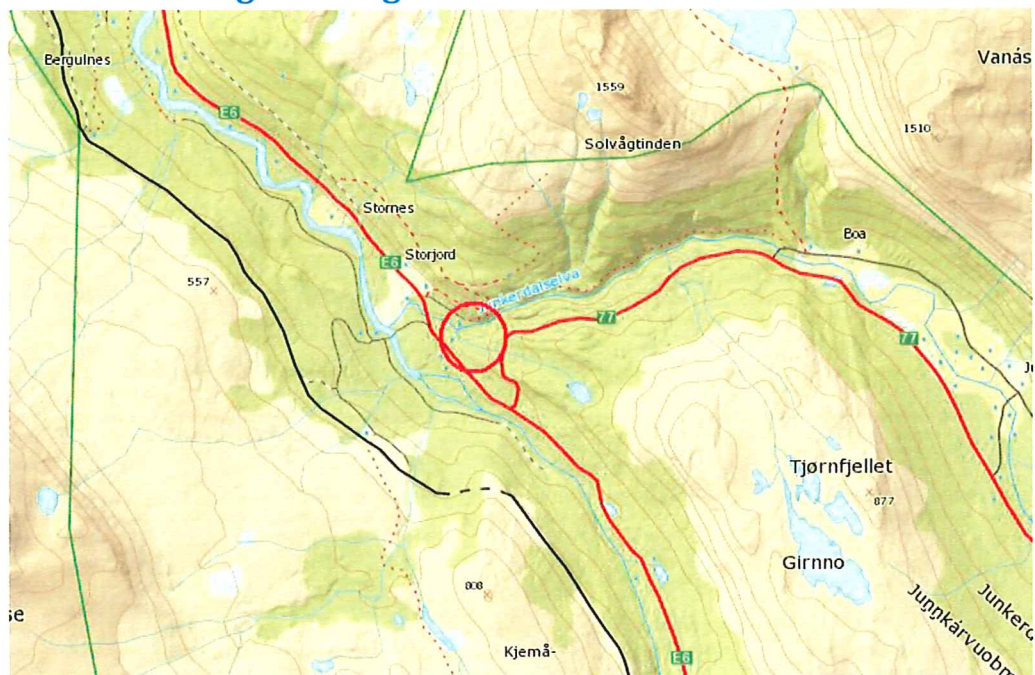 Bergulnes
Vanás
1559
E6
1510
Solvågtinden
Stornes
Boa
Storjord
E6
557
Junkerdalselva
77
77
Tjørnfjellet
877
Girnno
808
Junkerd
Junnkárvuobm
se
Kjemå-
E6